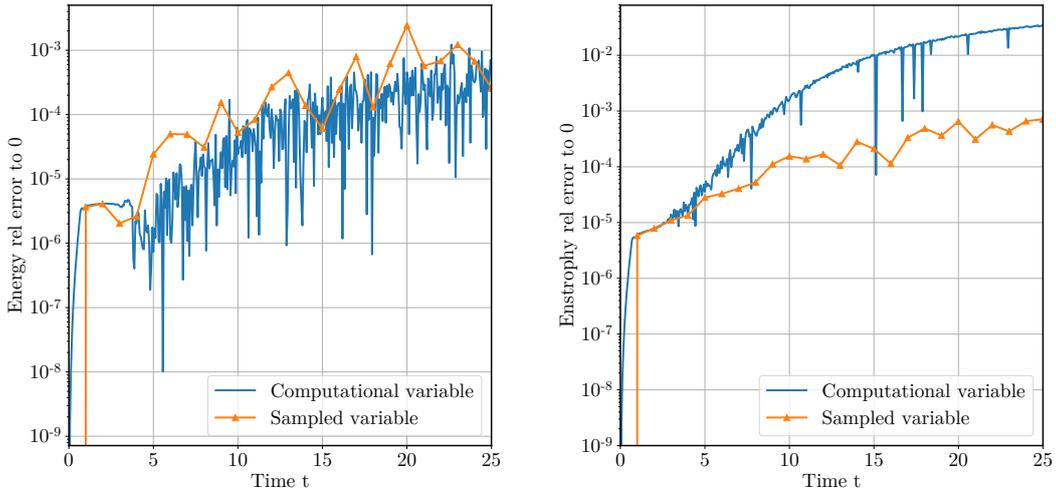 Energy rel error to 0
10⁻³
10⁻⁴
10⁻⁵
10⁻⁶
10⁻⁷
10⁻⁸
10⁻⁹
0 5 10 15 20 25
Time t
Computational variable
Sampled variable
Enstrophy rel error to 0
10⁻²
10⁻³
10⁻⁴
10⁻⁵
10⁻⁶
10⁻⁷
10⁻⁸
10⁻⁹
0 5 10 15 20 25
Time t
Computational variable
Sampled variable